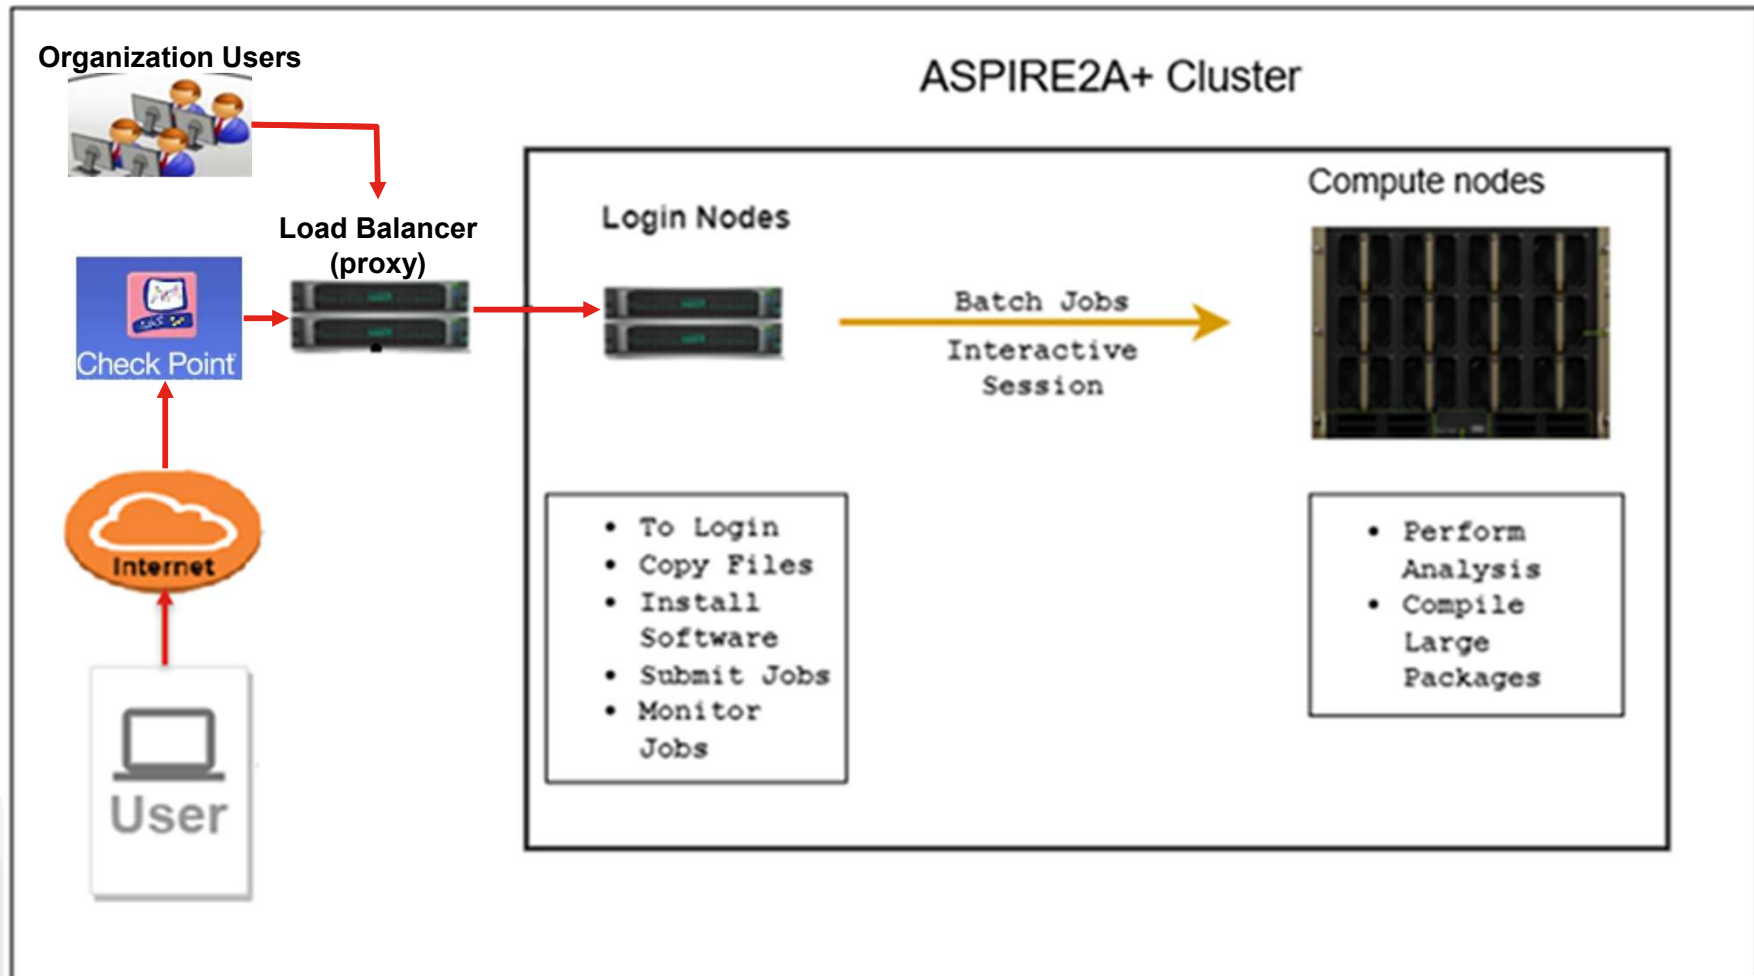 Organization Users
ASPIRE2A+ Cluster
Load Balancer
(proxy)
Check Point
Internet
User
Login Nodes
Batch Jobs
Interactive
Session
Compute nodes
• To Login
• Copy Files
• Install
Software
• Submit Jobs
• Monitor
Jobs
• Perform
Analysis
• Compile
Large
Packages